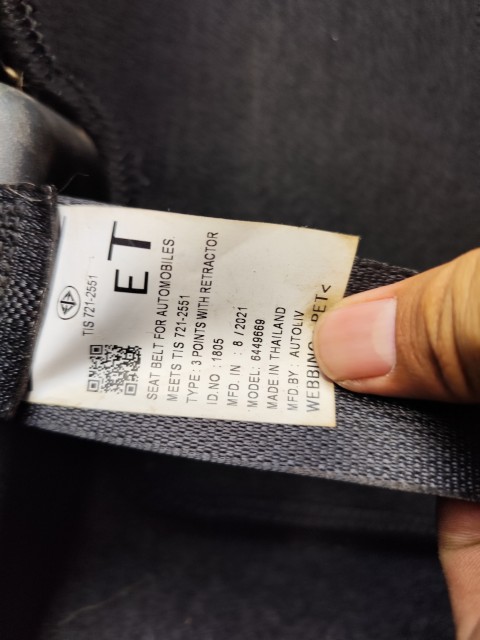 TIS 721-2551
ET
SEAT BELT FOR AUTOMOBILES
MEETS TIS 721-2551
TYPE : 3 POINTS WITH RETRACTOR
ID.NO : 1805
MFD. IN : 8 / 2021
MODEL: 6449669
MADE IN THAILAND
MFD.BY : AUTOLIV
WEBBING PET<